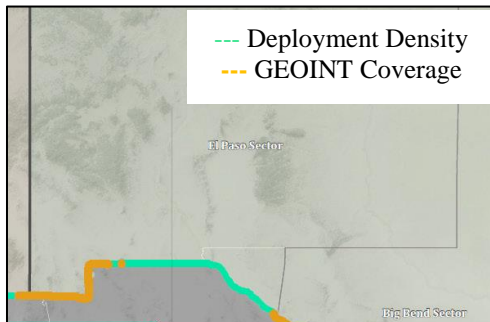 Deployment Density
GEOINT Coverage
El Paso Sector
Big Bend Sector